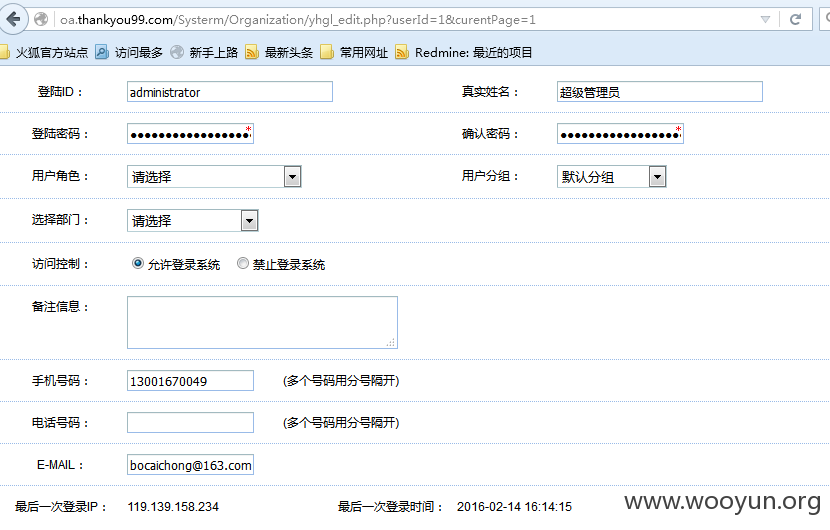 oa.thankyou99.com/Systerm/Organization/yhgl_edit.php?userId=1&curentPage=1
火狐官方站点 访问最多 新手上路 最新头条 常用网址 Redmine: 最近的项目
登陆ID： administrator 真实姓名： 超级管理员
登陆密码： ●●●●●●●●●●●●●●●●●* 确认密码： ●●●●●●●●●●●●●●●●●*
用户角色： 请选择 用户分组： 默认分组
选择部门： 请选择
访问控制： 允许登录系统 禁止登录系统
备注信息：
手机号码： 13001670049 (多个号码用分号隔开)
电话号码： (多个号码用分号隔开)
E-MAIL： bocaichong@163.com
最后一次登录IP： 119.139.158.234 最后一次登录时间： 2016-02-14 16:14:15
www.wooyun.org